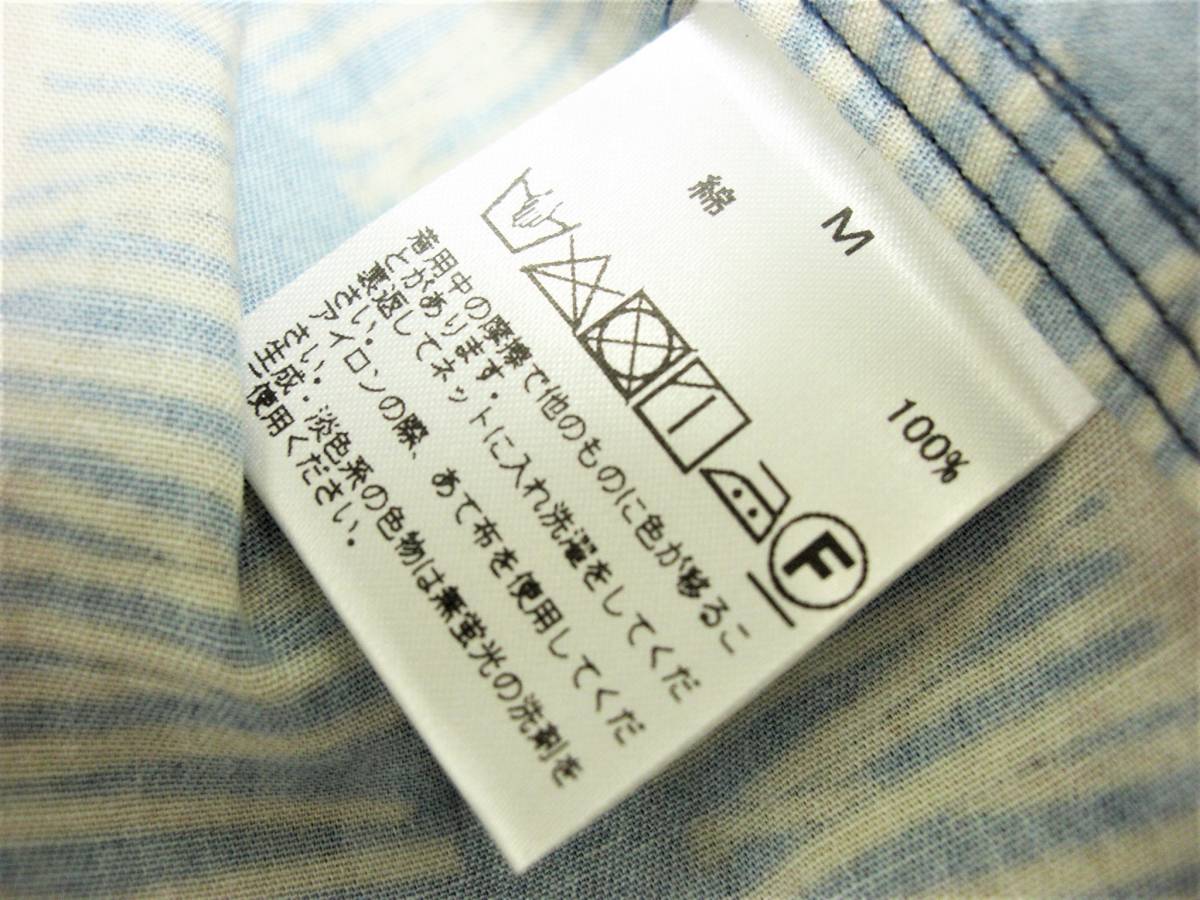 M
綿 100%
F
着用中の摩擦で他のものに色が移るこ
とがあります。
裏返してネットに入れ洗濯をしてくだ
さい。
アイロンの際、あて布を使用してくだ
さい。
生成・淡色系の色物は無蛍光の洗剤を
使用ください。